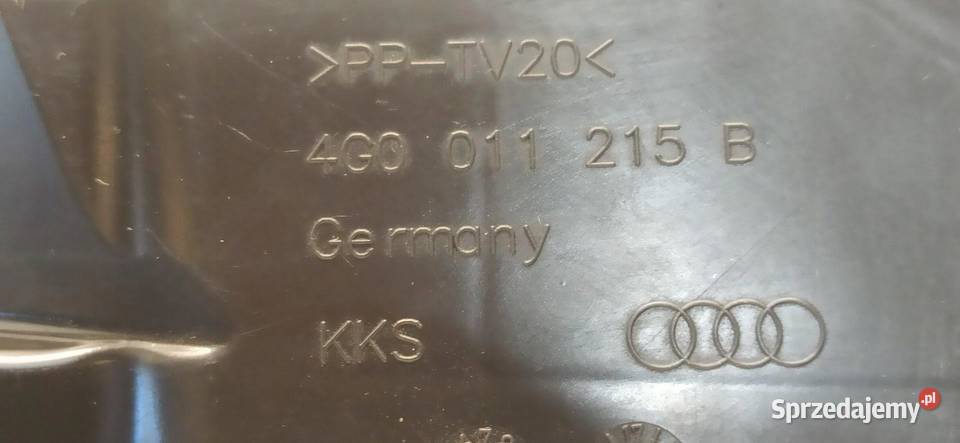 >PP-TV20<
4G0 011 215 B
Germany
KKS
Sprzedajemy.pl